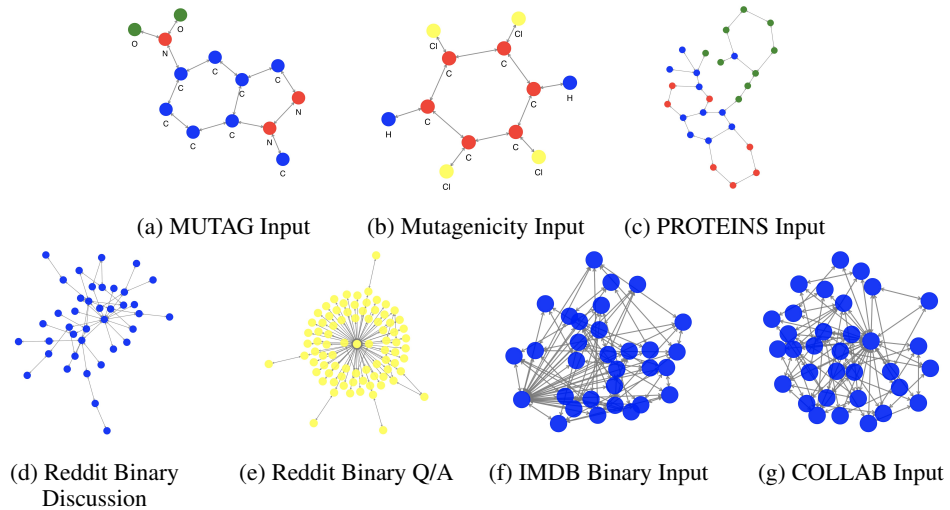 O
O
N
C
C
C
C
C
C
C
N
N
C
(a) MUTAG Input
Cl
Cl
C
C
C
H
C
H
C
C
Cl
Cl
(b) Mutagenicity Input
(c) PROTEINS Input
(d) Reddit Binary
Discussion
(e) Reddit Binary Q/A
(f) IMDB Binary Input
(g) COLLAB Input